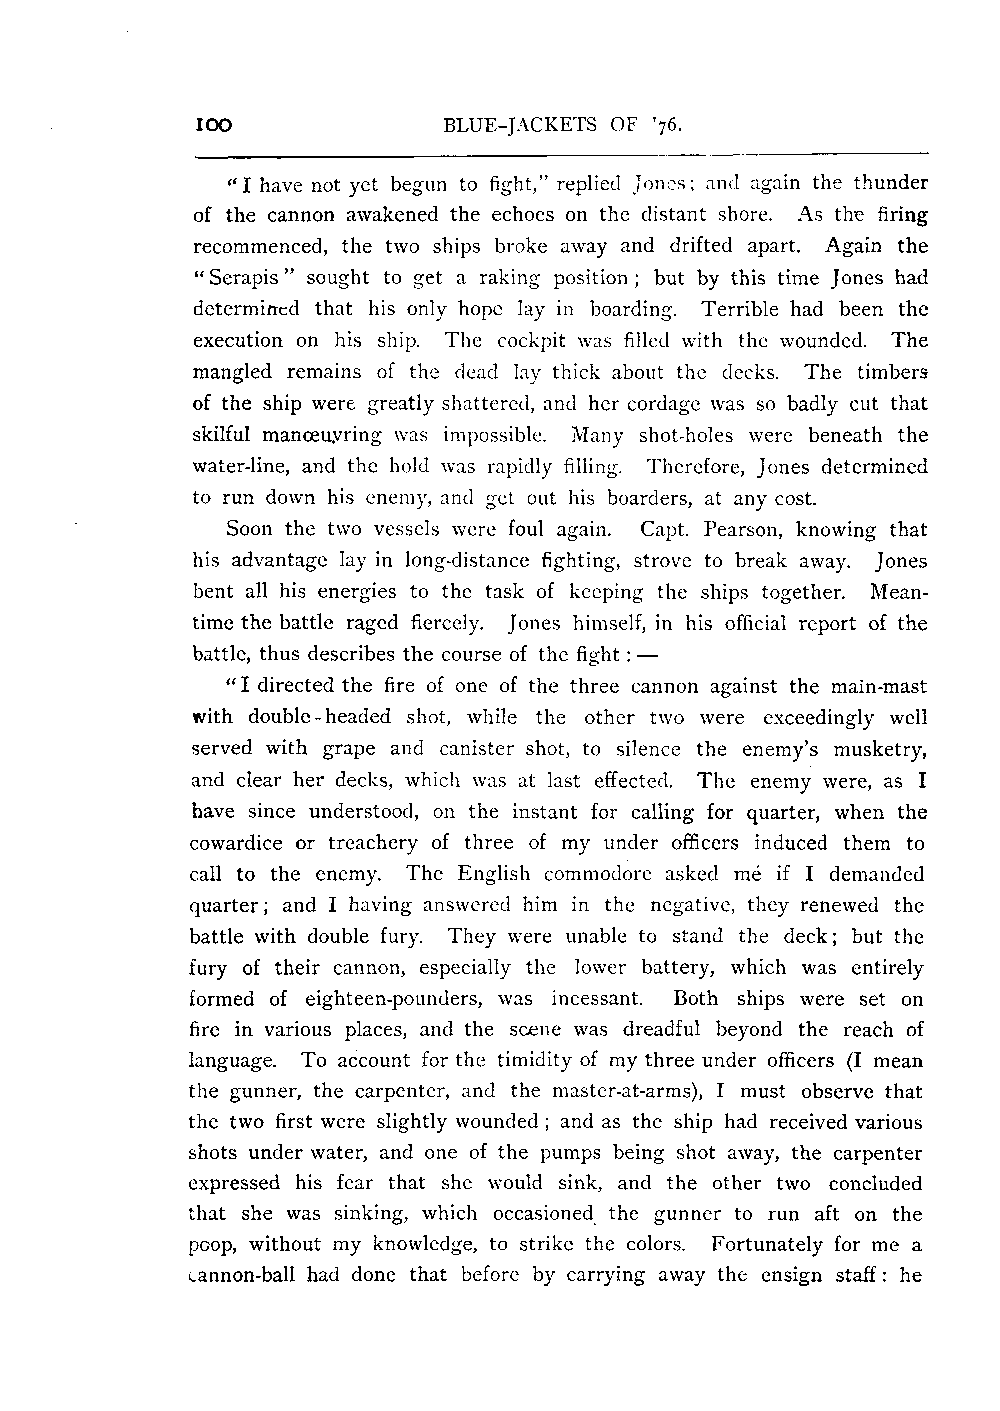 100 BLUE-JACKETS OF '76.
"I have not yet begun to fight," replied Jones; and again the thunder
of the cannon awakened the echoes on the distant shore. As the firing
recommenced, the two ships broke away and drifted apart. Again the
"Serapis" sought to get a raking position; but by this time Jones had
determined that his only hope lay in boarding. Terrible had been the
execution on his ship. The cockpit was filled with the wounded. The
mangled remains of the dead lay thick about the decks. The timbers
of the ship were greatly shattered, and her cordage was so badly cut that
skilful manœuvring was impossible. Many shot-holes were beneath the
water-line, and the hold was rapidly filling. Therefore, Jones determined
to run down his enemy, and get out his boarders, at any cost.
Soon the two vessels were foul again. Capt. Pearson, knowing that
his advantage lay in long-distance fighting, strove to break away. Jones
bent all his energies to the task of keeping the ships together. Mean-
time the battle raged fiercely. Jones himself, in his official report of the
battle, thus describes the course of the fight : —
"I directed the fire of one of the three cannon against the main-mast
with double-headed shot, while the other two were exceedingly well
served with grape and canister shot, to silence the enemy's musketry,
and clear her decks, which was at last effected. The enemy were, as I
have since understood, on the instant for calling for quarter, when the
cowardice or treachery of three of my under officers induced them to
call to the enemy. The English commodore asked me if I demanded
quarter; and I having answered him in the negative, they renewed the
battle with double fury. They were unable to stand the deck; but the
fury of their cannon, especially the lower battery, which was entirely
formed of eighteen-pounders, was incessant. Both ships were set on
fire in various places, and the scene was dreadful beyond the reach of
language. To account for the timidity of my three under officers (I mean
the gunner, the carpenter, and the master-at-arms), I must observe that
the two first were slightly wounded; and as the ship had received various
shots under water, and one of the pumps being shot away, the carpenter
expressed his fear that she would sink, and the other two concluded
that she was sinking, which occasioned the gunner to run aft on the
poop, without my knowledge, to strike the colors. Fortunately for me a
cannon-ball had done that before by carrying away the ensign staff: he